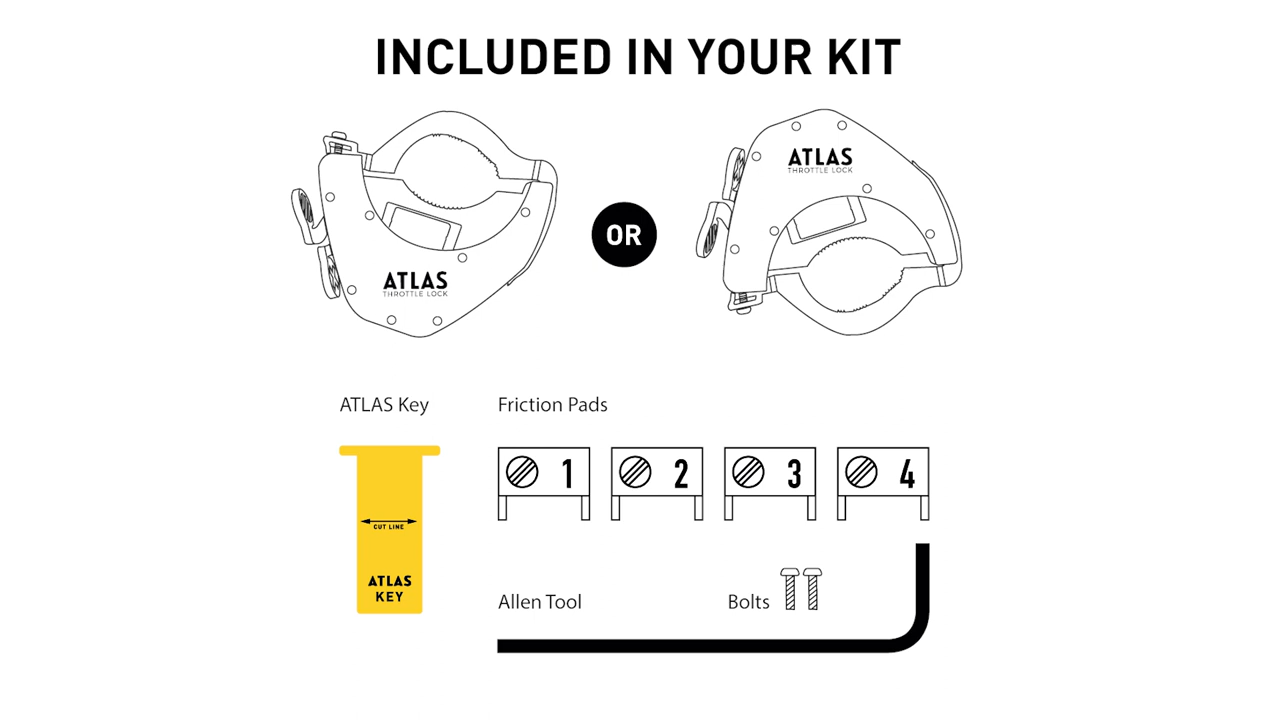 INCLUDED IN YOUR KIT
ATLAS
THROTTLE LOCK
OR
ATLAS
THROTTLE LOCK
ATLAS Key
Friction Pads
1
2
3
4
CUT LINE
ATLAS
KEY
Allen Tool
Bolts